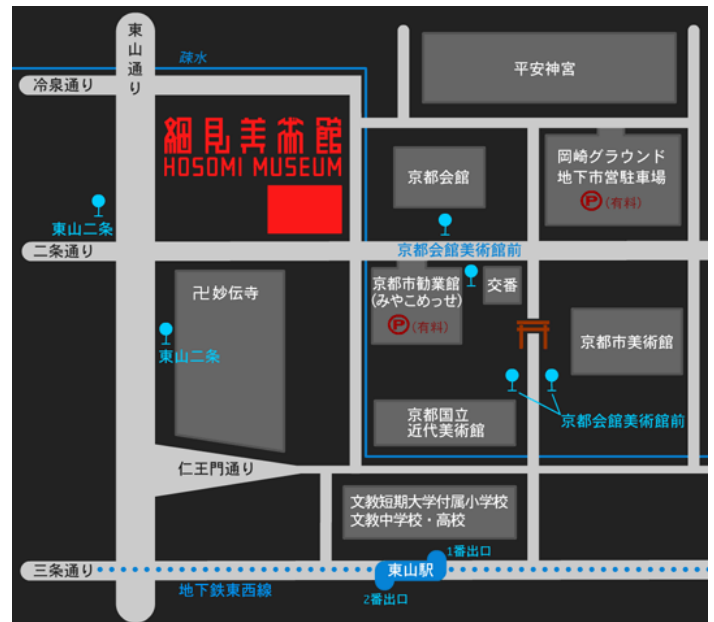 東山通り
疏水
冷泉通り
平安神宮
細見美術館
HOSOMI MUSEUM
岡崎グラウンド
地下市営駐車場
P(有料)
京都会館
東山二条
二条通り
京都会館美術館前
卍妙伝寺
京都市勧業館
(みやこめっせ)
P(有料)
交番
東山二条
京都市美術館
京都国立
近代美術館
京都会館美術館前
仁王門通り
文教短期大学付属小学校
文教中学校・高校
1番出口
三条通り
東山駅
地下鉄東西線
2番出口